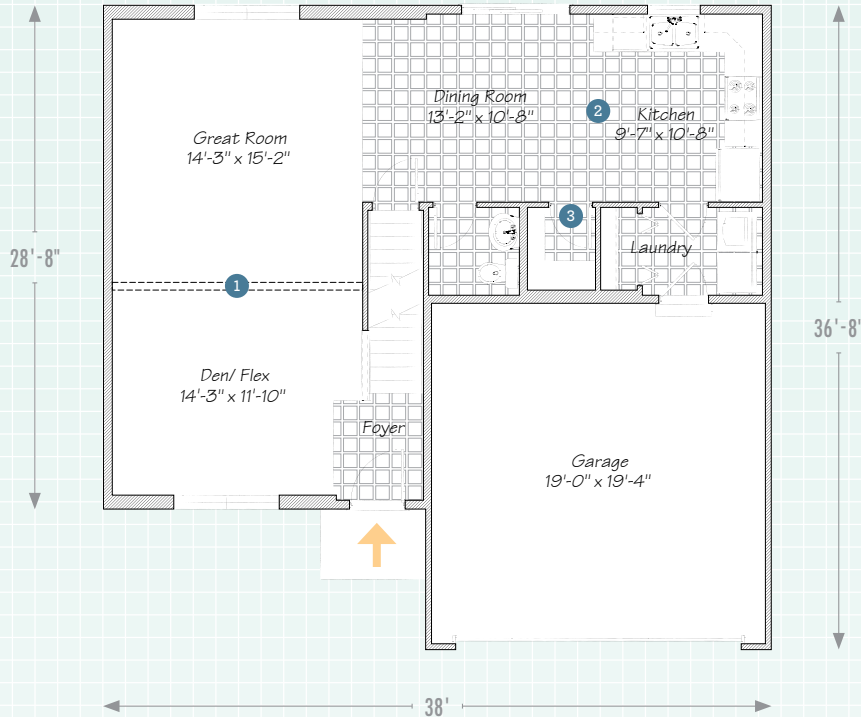 Dining Room
13'-2" x 10'-8"
2
Kitchen
9'-7" x 10'-8"
Great Room
14'-3" x 15'-2"
3
Laundry
28'-8"
1
36'-8"
Den/ Flex
14'-3" x 11'-10"
Foyer
Garage
19'-0" x 19'-4"
38'